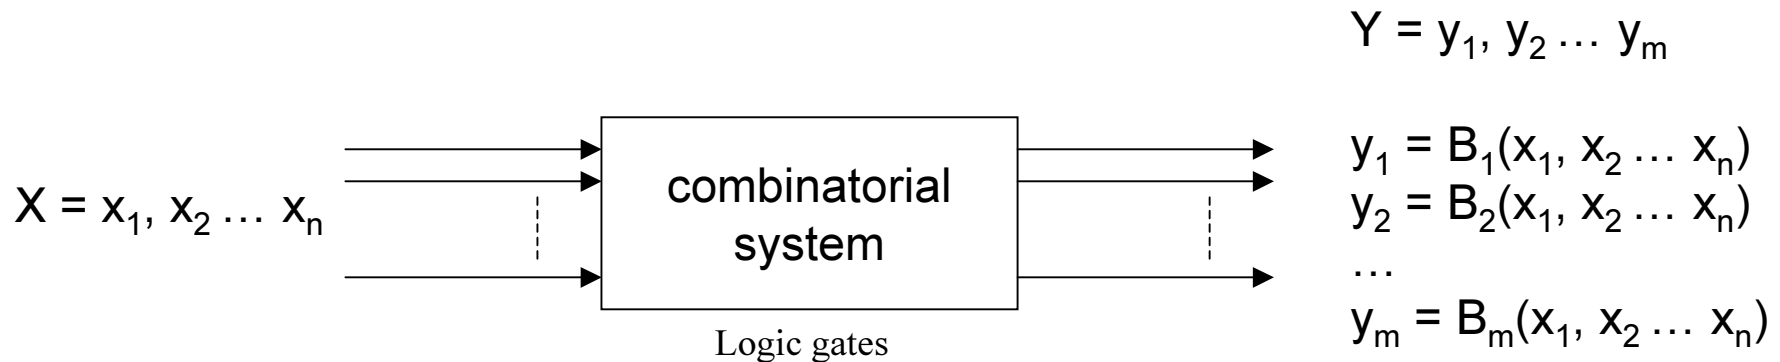 X = x₁, x₂ … xₙ
combinatorial
system
Logic gates
Y = y₁, y₂ … yₘ
y₁ = B₁(x₁, x₂ … xₙ)
y₂ = B₂(x₁, x₂ … xₙ)
…
yₘ = Bₘ(x₁, x₂ … xₙ)